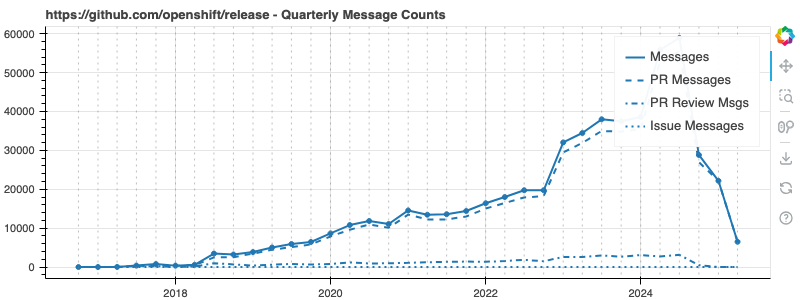 https://github.com/openshift/release - Quarterly Message Counts
60000
50000
40000
30000
20000
10000
0
Messages
PR Messages
PR Review Msgs
Issue Messages
2018
2020
2022
2024